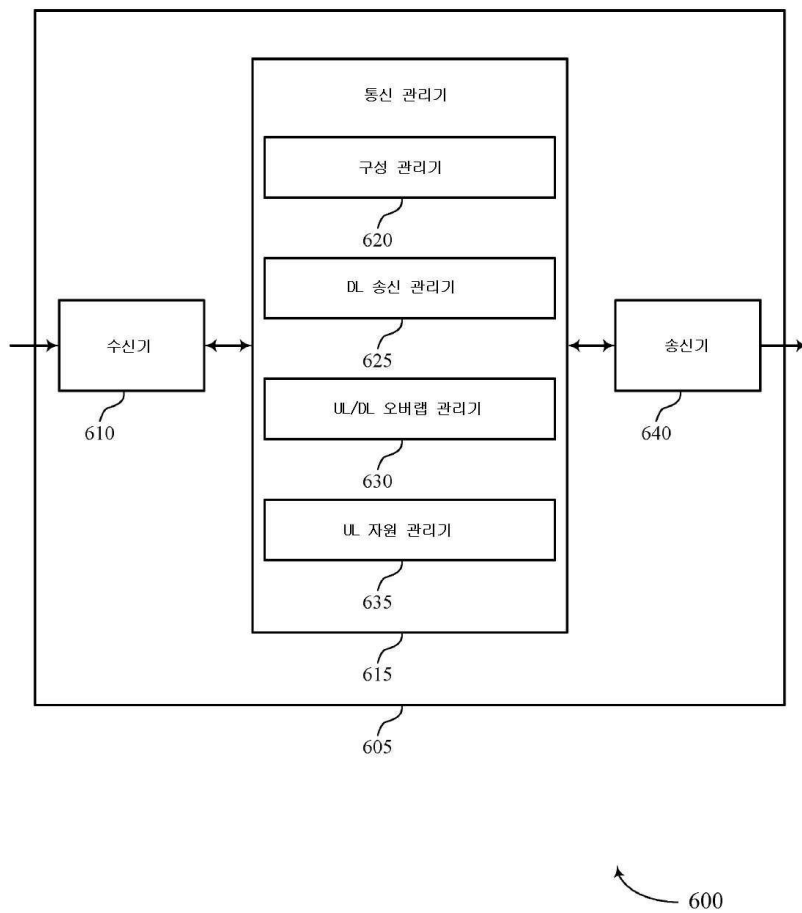 통신 관리기
구성 관리기
620
DL 송신 관리기
625
수신기
610
송신기
640
UL/DL 오버랩 관리기
630
UL 자원 관리기
635
615
605
600